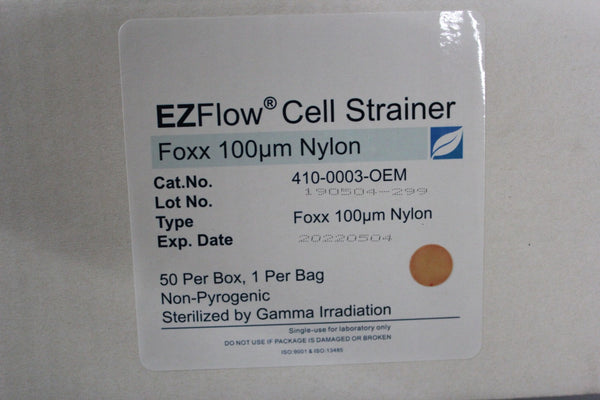 EZFlow® Cell Strainer
Foxx 100µm Nylon
Cat.No. 410-0003-OEM
Lot No. 190504-299
Type Foxx 100µm Nylon
Exp. Date 20220504
50 Per Box, 1 Per Bag
Non-Pyrogenic
Sterilized by Gamma Irradiation
Single-use for laboratory only
DO NOT USE IF PACKAGE IS DAMAGED OR BROKEN
ISO:9001 & ISO:13485